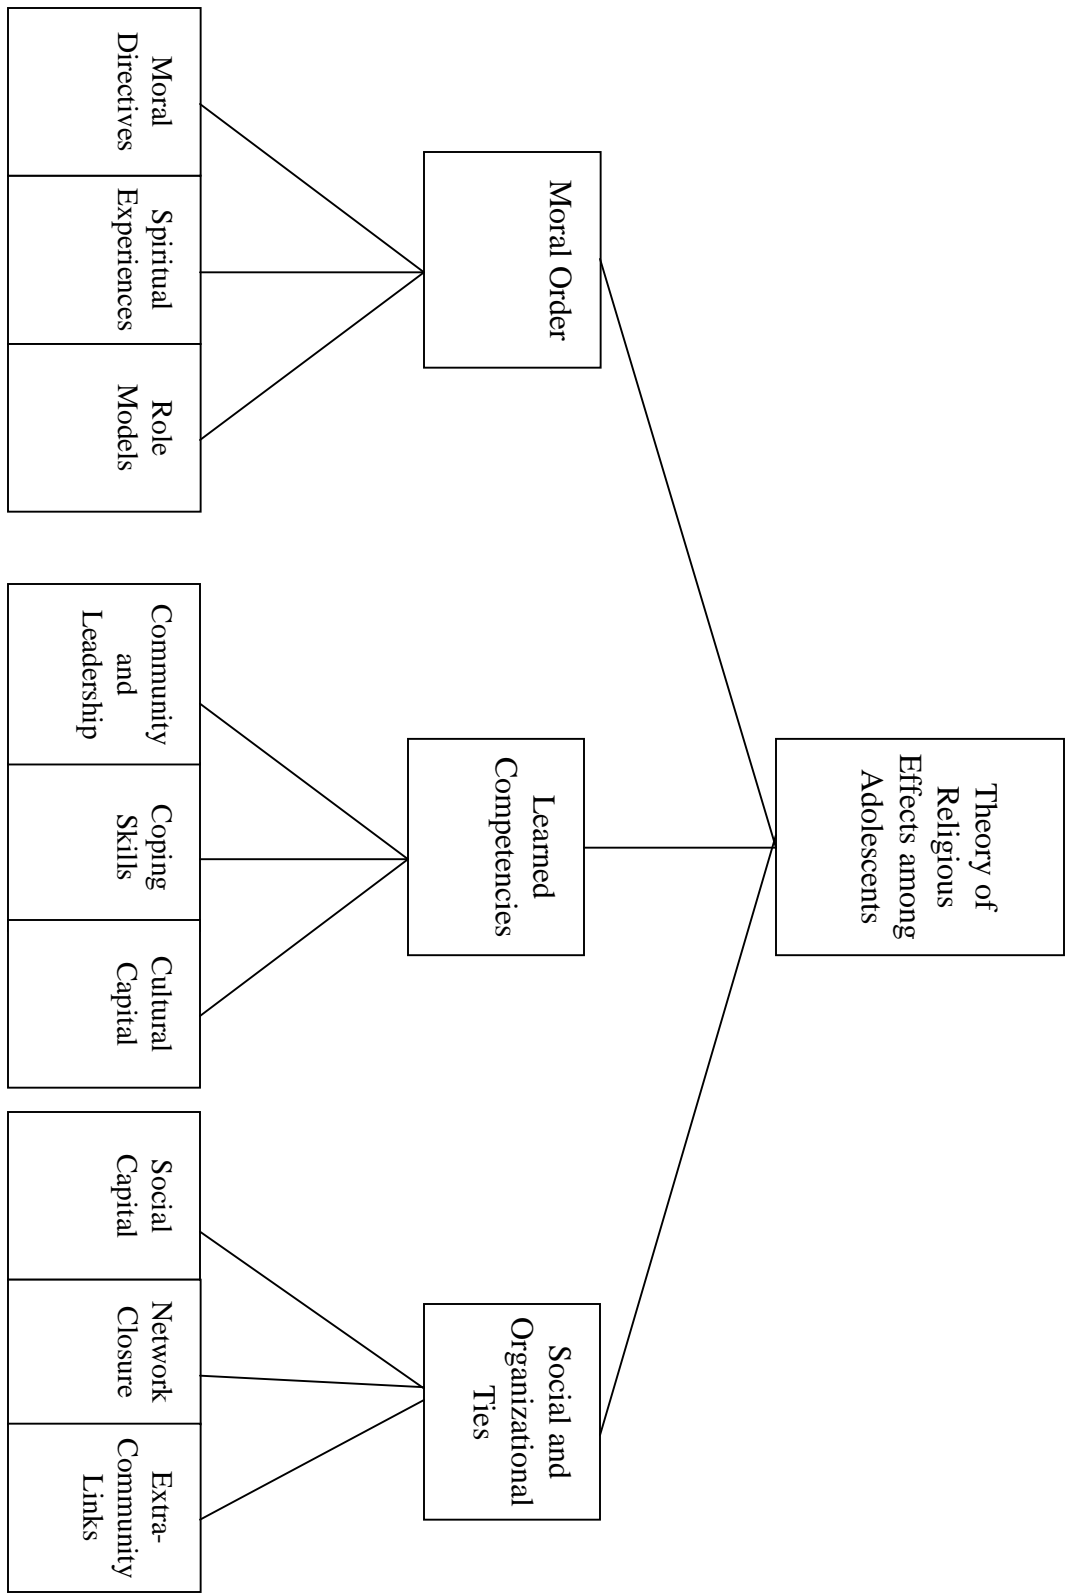 Theory of
Religious
Effects among
Adolescents
Moral Order
Learned
Competencies
Social and
Organizational
Ties
Moral
Directives
Spiritual
Experiences
Role
Models
Community
and
Leadership
Coping
Skills
Cultural
Capital
Social
Capital
Network
Closure
Extra-
Community
Links